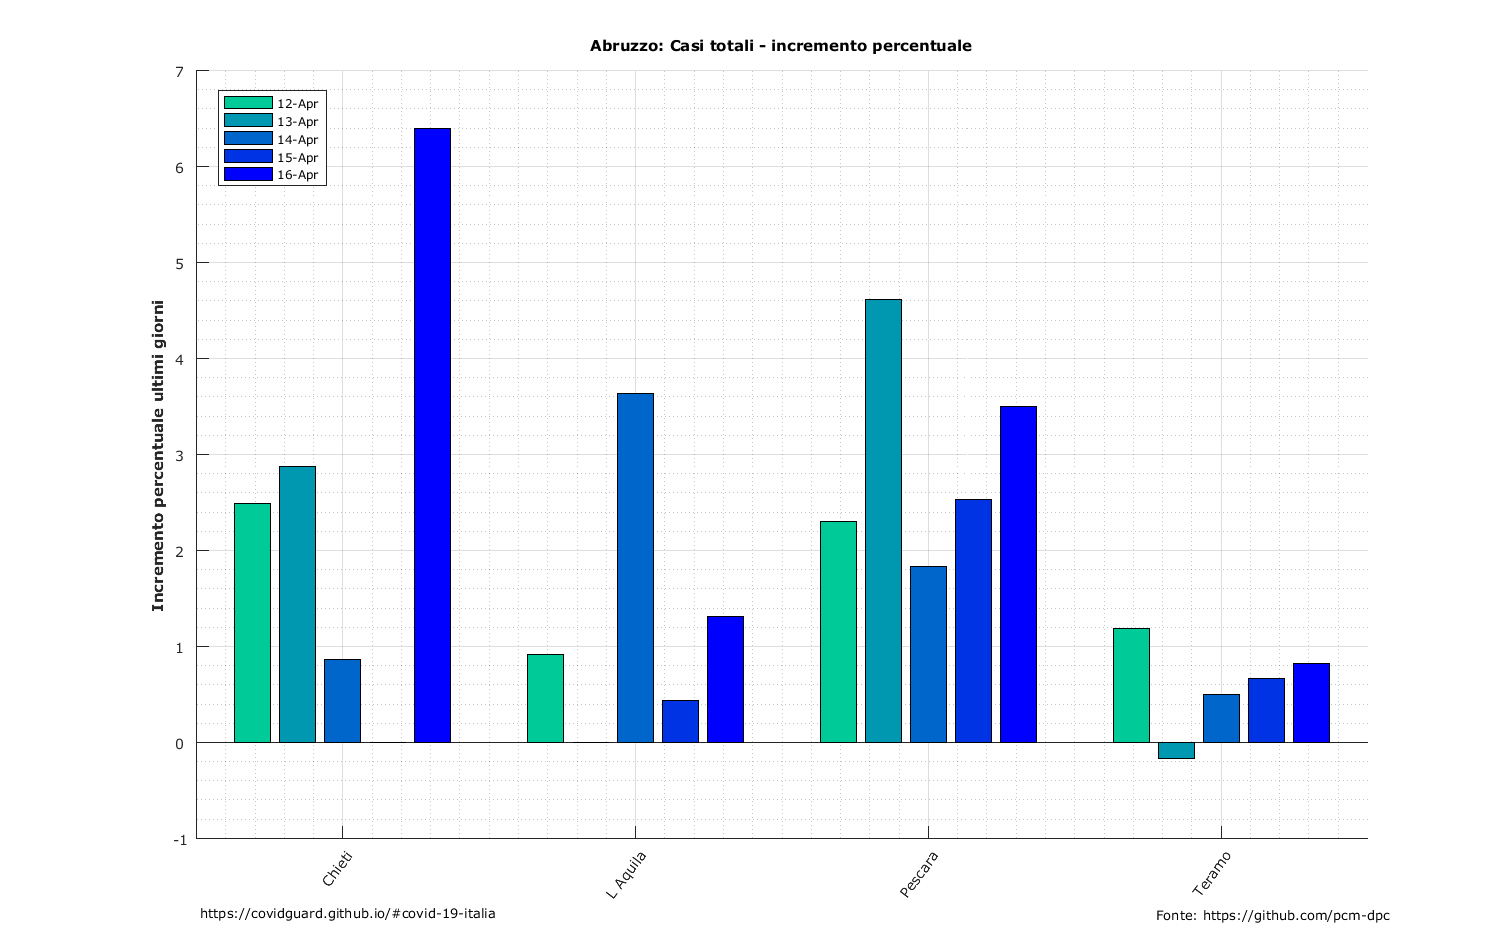 Abruzzo: Casi totali - incremento percentuale
12-Apr
13-Apr
14-Apr
15-Apr
16-Apr
7
6
5
4
3
2
1
0
-1
Incremento percentuale ultimi giorni
Chieti
L Aquila
Pescara
Teramo
https://covidguard.github.io/#covid-19-italia
Fonte: https://github.com/pcm-dpc